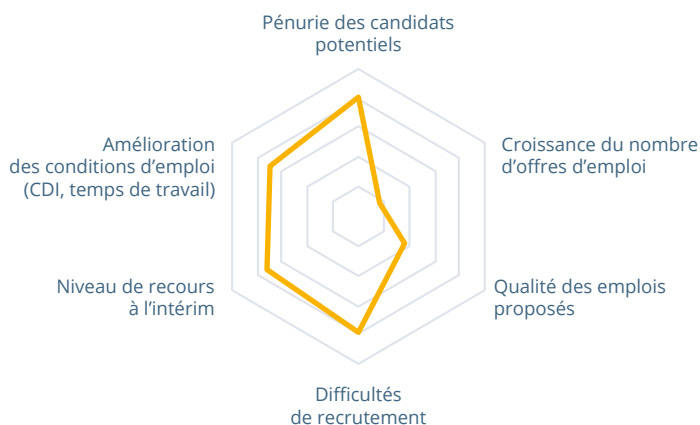 Pénurie des candidats
potentiels
Croissance du nombre
d’offres d’emploi
Qualité des emplois
proposés
Difficultés
de recrutement
Niveau de recours
à l’intérim
Amélioration
des conditions d’emploi
(CDI, temps de travail)